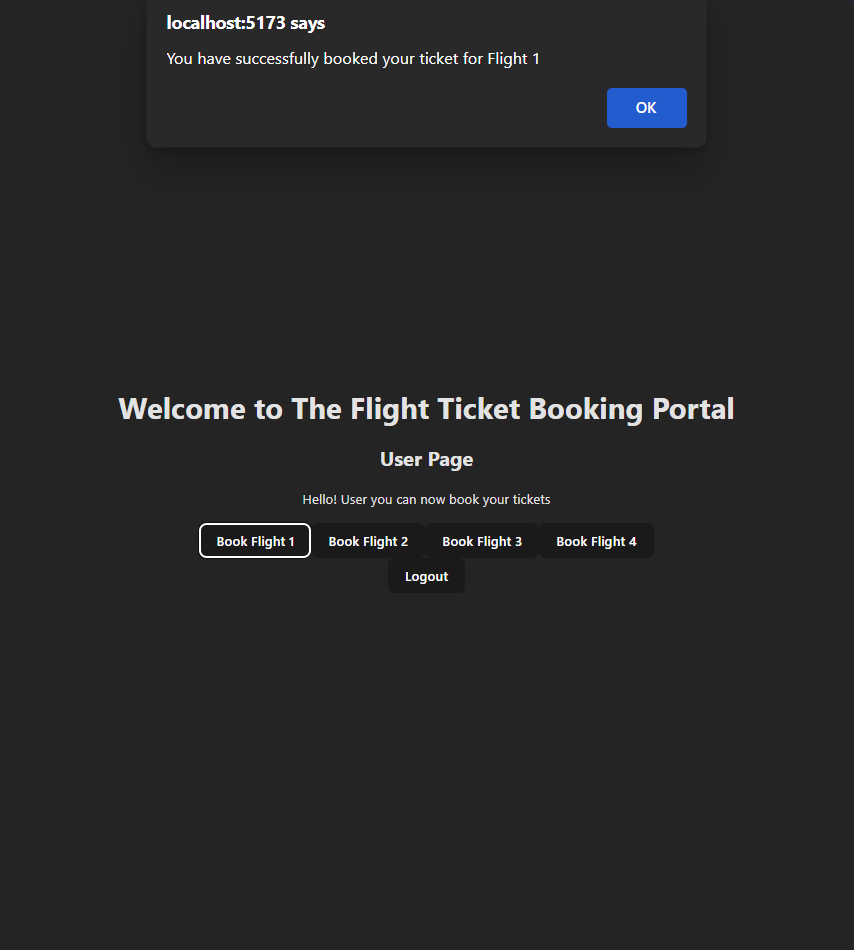 localhost:5173 says
You have successfully booked your ticket for Flight 1
OK
Welcome to The Flight Ticket Booking Portal
User Page
Hello! User you can now book your tickets
Book Flight 1 Book Flight 2 Book Flight 3 Book Flight 4
Logout